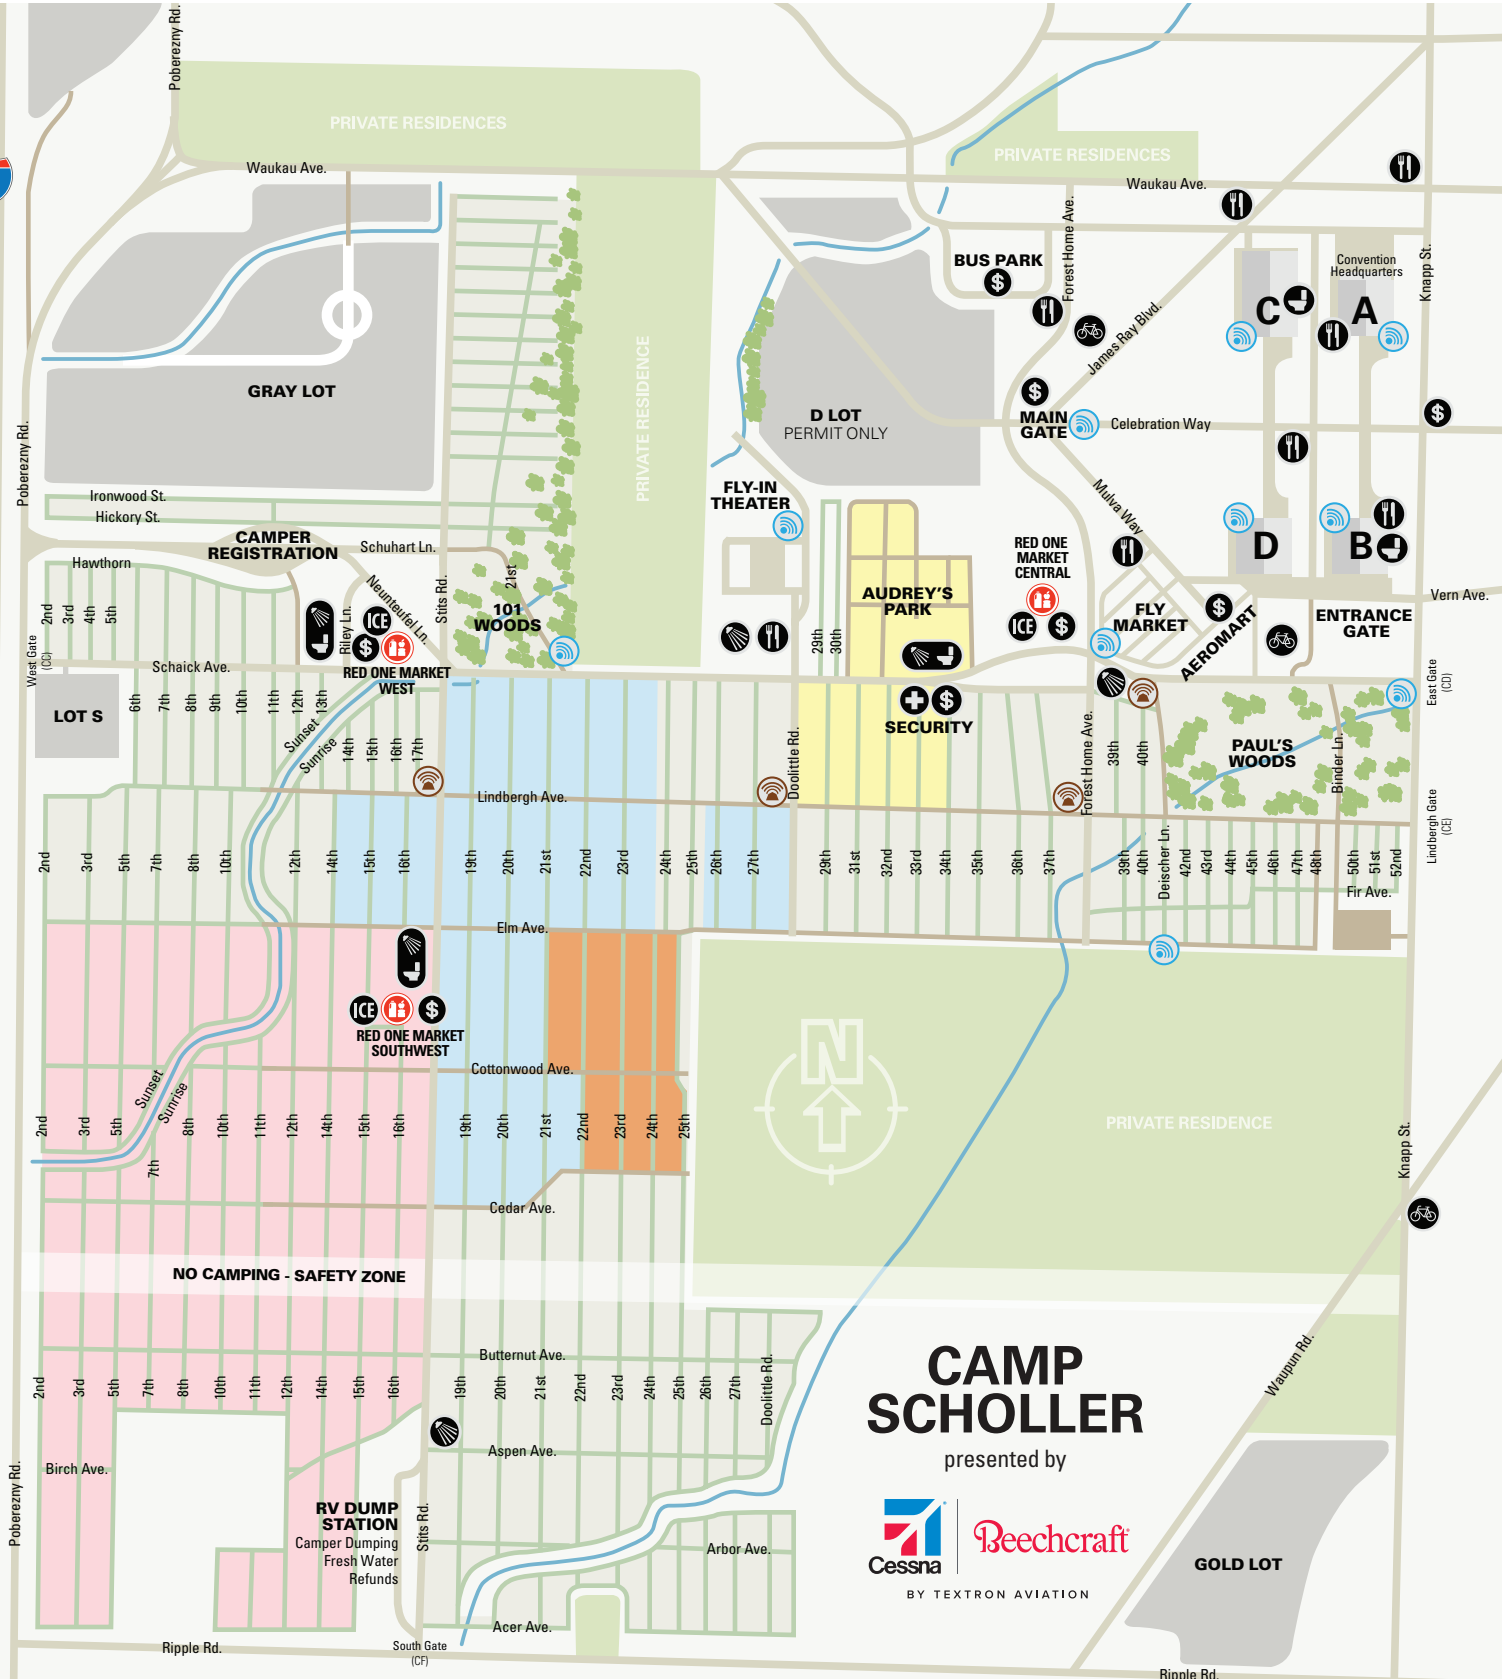 Poberezny Rd.
PRIVATE RESIDENCES
PRIVATE RESIDENCES
Waukau Ave.
Waukau Ave.
Forest Home Ave.
BUS PARK
$
Convention
Headquarters
Knapp St.
C
A
James Ray Blvd.
GRAY LOT
PRIVATE RESIDENCE
D LOT
PERMIT ONLY
$
MAIN
GATE
Celebration Way
$
Poberezny Rd.
Ironwood St.
Hickory St.
FLY-IN
THEATER
Mulva Way
CAMPER
REGISTRATION
Schuhart Ln.
Hawthorn
RED ONE
MARKET
CENTRAL
D
B
2nd
3rd
4th
5th
Neunteufel Ln.
Riley Ln.
Stits Rd.
21st
101
WOODS
AUDREY'S
PARK
ICE
$
FLY
MARKET
$
AEROMART
Vern Ave.
ENTRANCE
GATE
ICE
$
29th
30th
West Gate
(CC)
Schaick Ave.
RED ONE MARKET
WEST
East Gate
(CD)
LOT S
6th
7th
8th
9th
10th
11th
12th
13th
Sunset
Sunrise
14th
15th
16th
17th
$
SECURITY
Doolittle Rd.
Forest Home Ave.
39th
40th
PAUL'S
WOODS
Binder Ln.
Lindbergh Ave.
Lindbergh Gate
(CE)
2nd
3rd
5th
7th
8th
10th
12th
14th
15th
16th
19th
20th
21st
22nd
23rd
24th
25th
26th
27th
29th
31st
32nd
33rd
34th
35th
36th
37th
39th
40th
Deischer Ln.
42nd
43rd
44th
45th
46th
47th
48th
50th
51st
52nd
Fir Ave.
Elm Ave.
ICE
$
RED ONE MARKET
SOUTHWEST
N
Cottonwood Ave.
Sunset
Sunrise
2nd
3rd
5th
7th
8th
10th
11th
12th
14th
15th
16th
19th
20th
21st
22nd
23rd
24th
25th
PRIVATE RESIDENCE
Knapp St.
Cedar Ave.
NO CAMPING - SAFETY ZONE
Butternut Ave.
2nd
3rd
5th
7th
8th
10th
11th
12th
14th
15th
16th
19th
20th
21st
22nd
23rd
24th
25th
26th
27th
Doolittle Rd.
Waupun Rd.
CAMP
SCHOLLER
presented by
Aspen Ave.
Birch Ave.
Poberezny Rd.
RV DUMP
STATION
Camper Dumping
Fresh Water
Refunds
Stits Rd.
Arbor Ave.
Cessna
Beechcraft
BY TEXTRON AVIATION
GOLD LOT
Acer Ave.
Ripple Rd.
South Gate
(CF)
Ripple Rd.